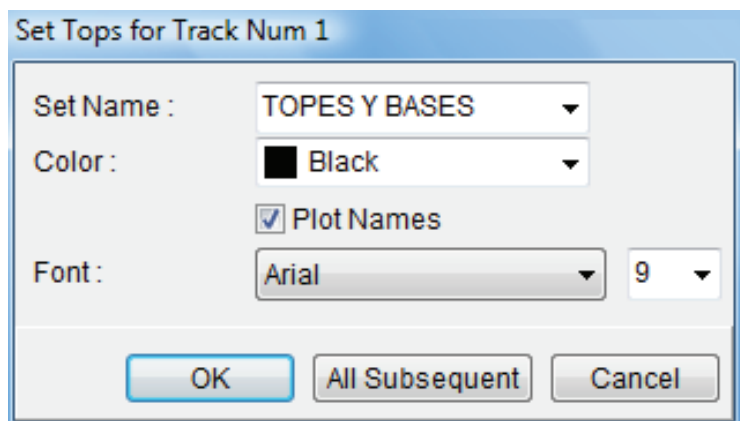 Set Tops for Track Num 1
Set Name : TOPES Y BASES
Color : Black
Plot Names
Font : Arial 9
OK All Subsequent Cancel